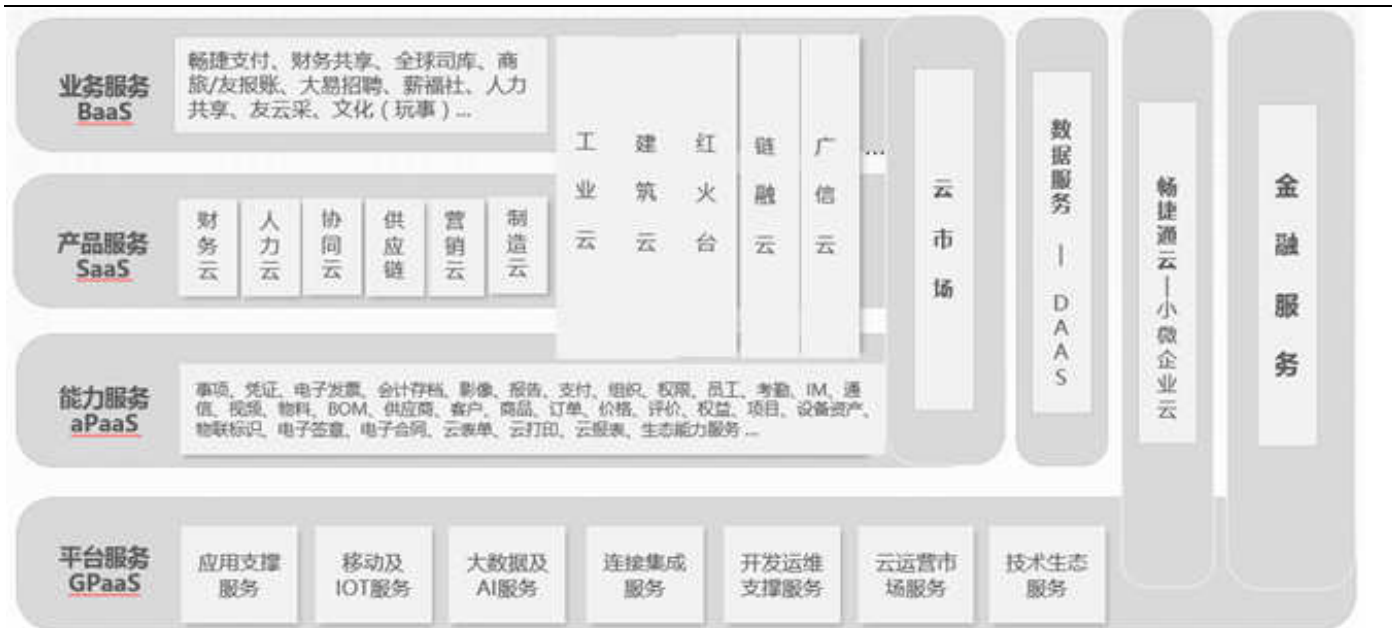 业务服务
BaaS
畅捷支付、财务共享、全球司库、商
旅/友报账、大易招聘、薪福社、人力
共享、友云采、文化（玩事）...
产品服务
SaaS
财务云
人力云
协同云
供应链
营销云
制造云
工业云
建筑云
红火台
链融云
广信云
...
能力服务
aPaaS
事项、凭证、电子发票、会计存档、影像、报告、支付、组织、权限、员工、考勤、IM、通
信、视频、物料、BOM、供应商、客户、商品、订单、价格、评价、权益、项目、设备资产、
物联标识、电子签章、电子合同、云表单、云打印、云报表、生态能力服务 ...
平台服务
GPaaS
应用支撑
服务
移动及
IOT服务
大数据及
AI服务
连接集成
服务
开发运维
支撑服务
云运营市
场服务
技术生态
服务
云市场
数据服务 — DAAS
畅捷通云—小微企业云
金融服务